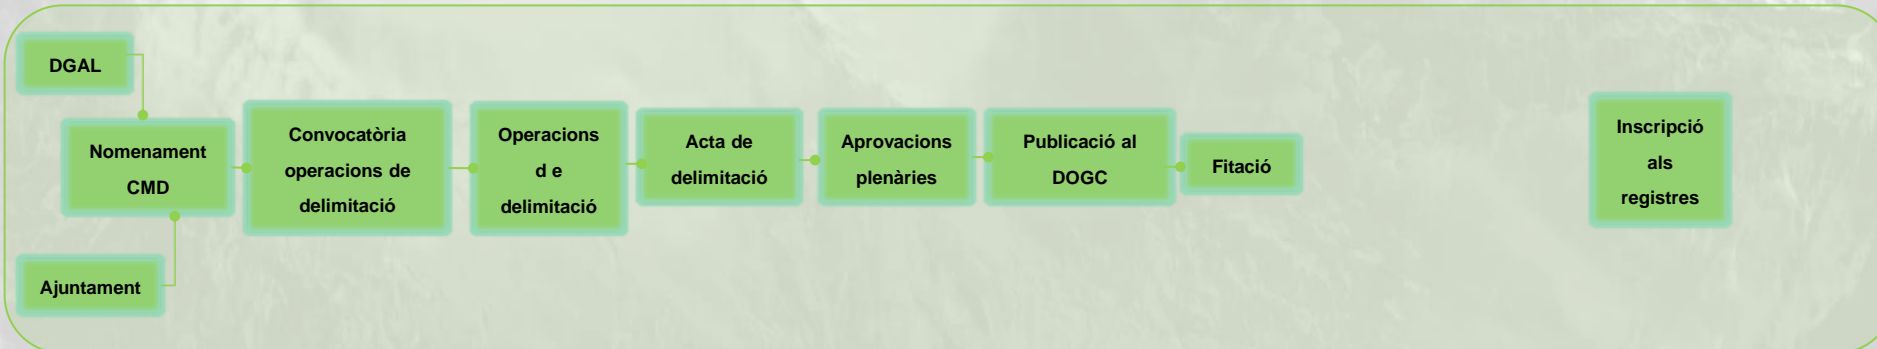 DGAL
Nomenament
CMD
Ajuntament
Convocatòria
operacions de
delimitació
Operacions
d e
delimitació
Acta de
delimitació
Aprovacions
plenàries
Publicació al
DOGC
Fitació
Inscripció
als
registres